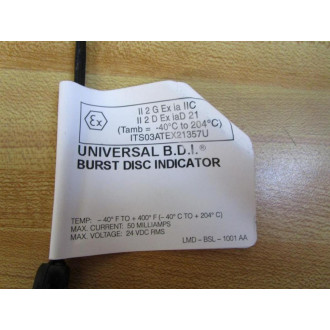 Ex
II 2 G Ex ia IIC
II 2 D Ex iaD 21
(Tamb = -40°C to 204°C)
ITS03ATEX21357U
UNIVERSAL B.D.I.®
BURST DISC INDICATOR
TEMP: – 40° F TO + 400° F (– 40° C TO + 204° C)
MAX. CURRENT: 50 MILLIAMPS
MAX. VOLTAGE: 24 VDC RMS
LMD – BSL – 1001 AA